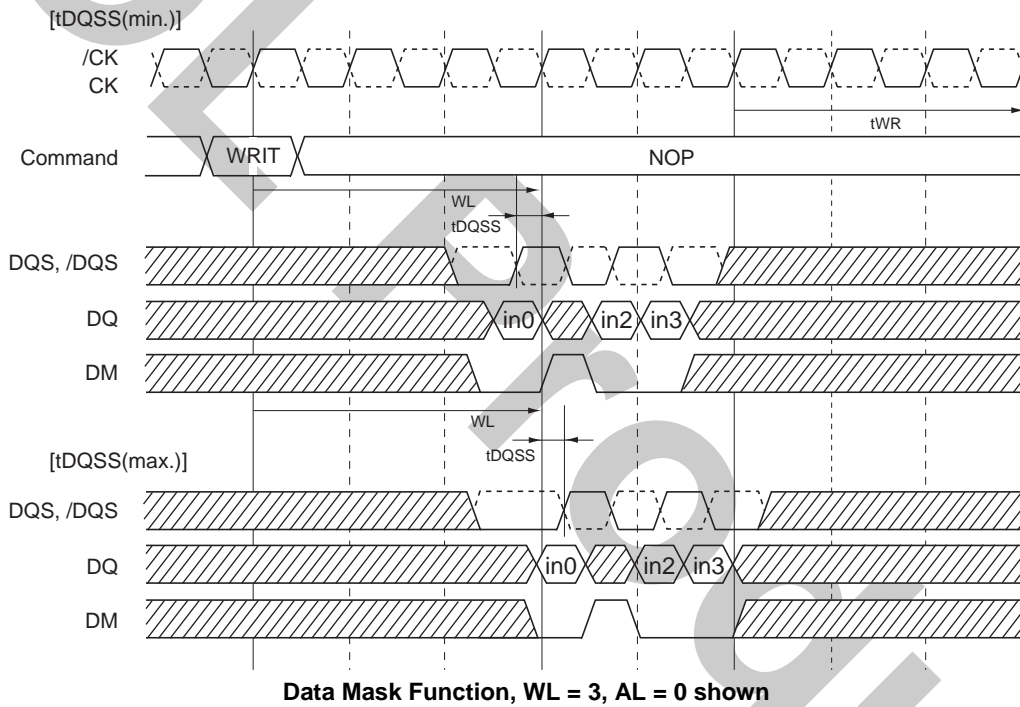 [tDQSS(min.)]
/CK
CK
tWR
Command
WRIT
NOP
WL
tDQSS
DQS, /DQS
DQ
in0
in2
in3
DM
WL
tDQSS
[tDQSS(max.)]
DQS, /DQS
DQ
in0
in2
in3
DM
Data Mask Function, WL = 3, AL = 0 shown